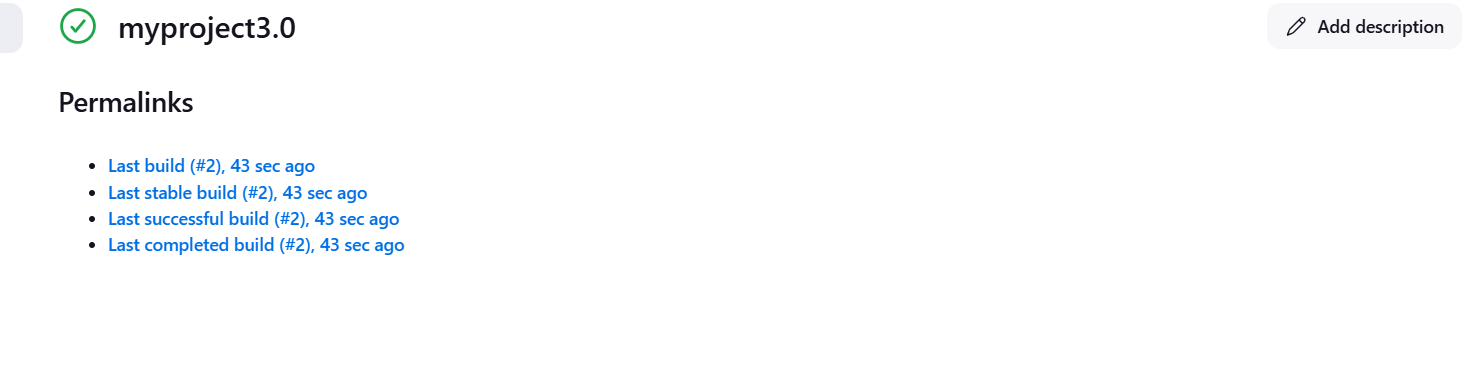 myproject3.0
Add description
Permalinks
Last build (#2), 43 sec ago
Last stable build (#2), 43 sec ago
Last successful build (#2), 43 sec ago
Last completed build (#2), 43 sec ago